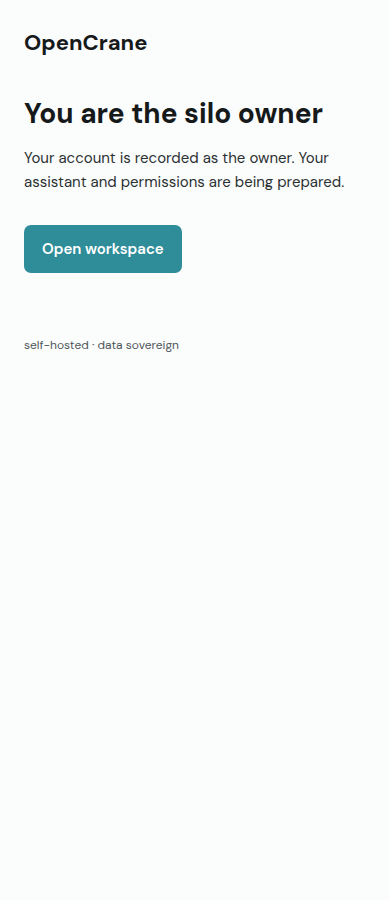 OpenCrane
You are the silo owner
Your account is recorded as the owner. Your
assistant and permissions are being prepared.
Open workspace
self-hosted · data sovereign